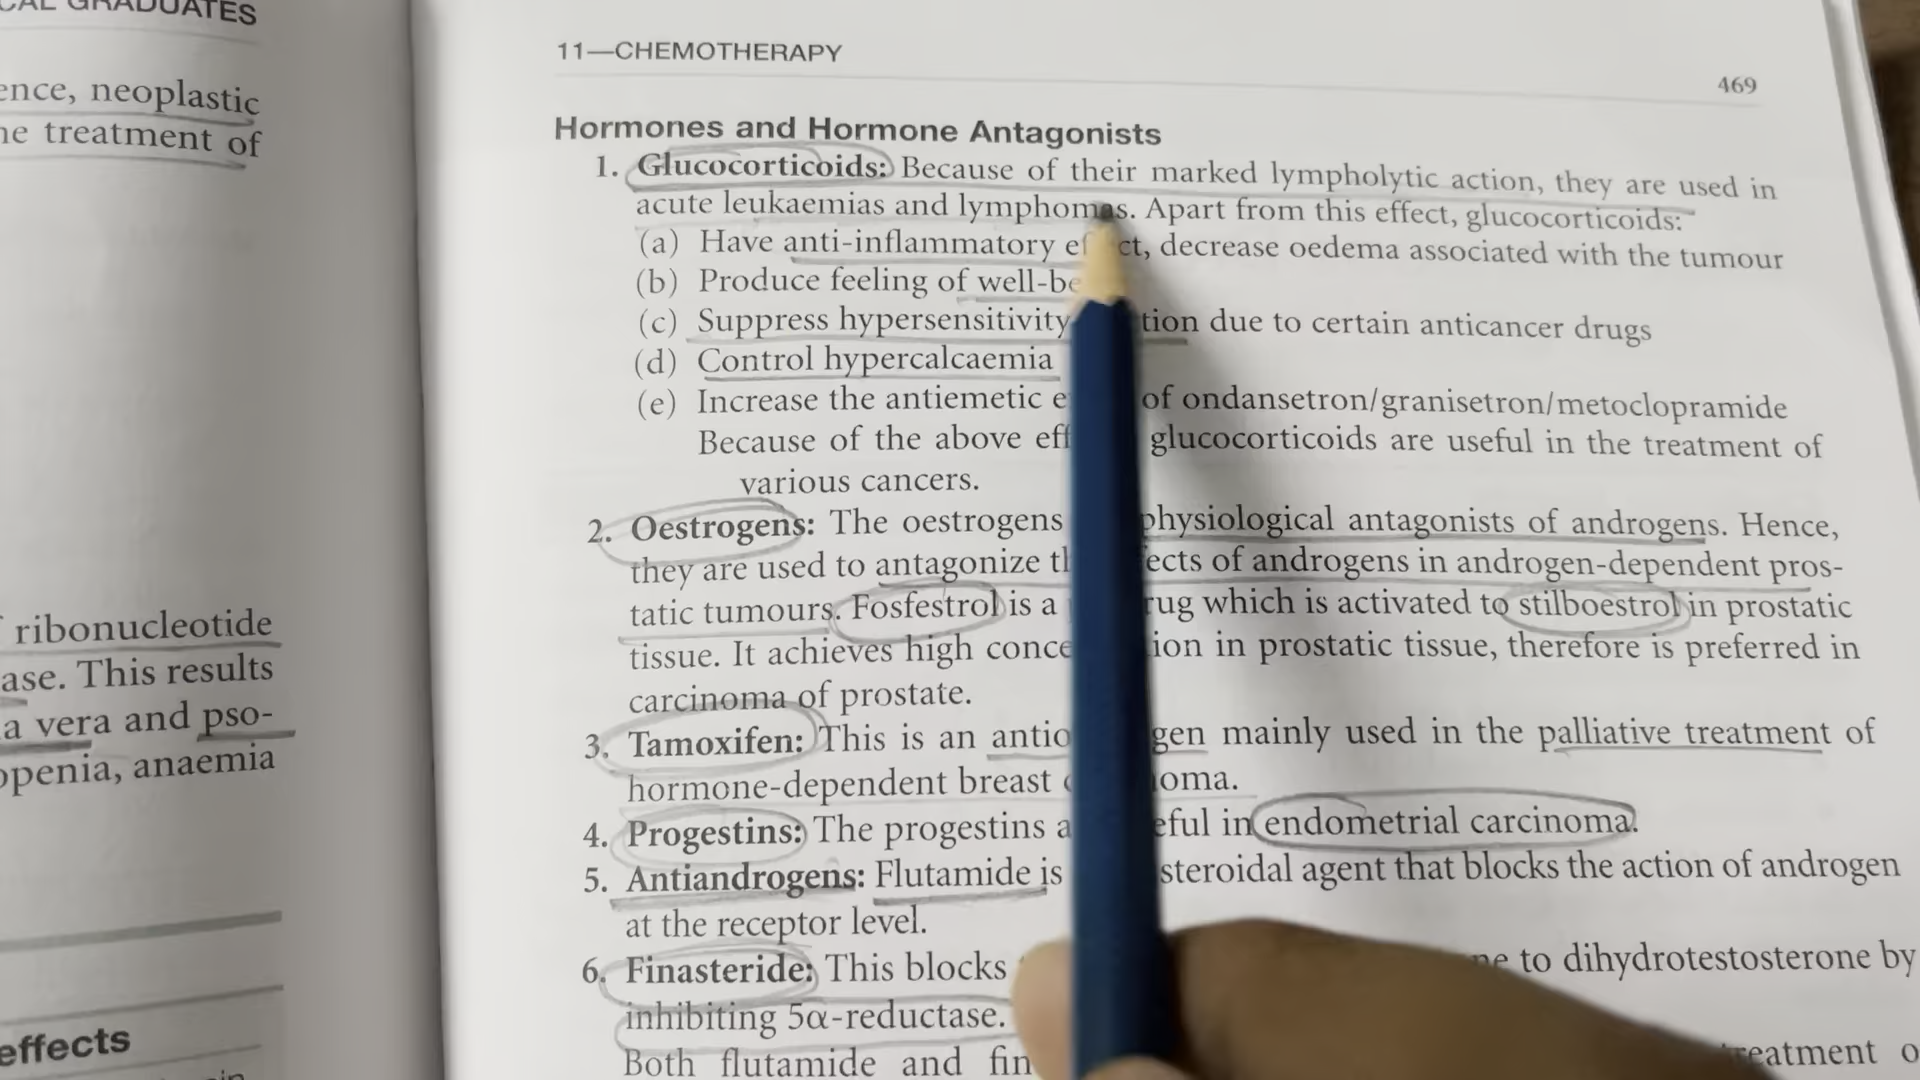 CAL GRADUATES
ence, neoplastic
he treatment of
ribonucleotide
ase. This results
a vera and pso-
openia, anaemia
effects
11—CHEMOTHERAPY
469
Hormones and Hormone Antagonists
1. Glucocorticoids: Because of their marked lympholytic action, they are used in
acute leukaemias and lymphomas. Apart from this effect, glucocorticoids:
(a) Have anti-inflammatory ef ct, decrease oedema associated with the tumour
(b) Produce feeling of well-be
(c) Suppress hypersensitivity tion due to certain anticancer drugs
(d) Control hypercalcaemia
(e) Increase the antiemetic e of ondansetron/granisetron/metoclopramide
Because of the above eff glucocorticoids are useful in the treatment of
various cancers.
2. Oestrogens: The oestrogens physiological antagonists of androgens. Hence,
they are used to antagonize th ects of androgens in androgen-dependent pros-
tatic tumours. Fosfestrol is a rug which is activated to stilboestrol in prostatic
tissue. It achieves high conce ion in prostatic tissue, therefore is preferred in
carcinoma of prostate.
3. Tamoxifen: This is an antio gen mainly used in the palliative treatment of
hormone-dependent breast c oma.
4. Progestins: The progestins a eful in endometrial carcinoma.
5. Antiandrogens: Flutamide is steroidal agent that blocks the action of androgen
at the receptor level.
6. Finasteride: This blocks ne to dihydrotestosterone by
inhibiting 5α-reductase.
Both flutamide and fin treatment o